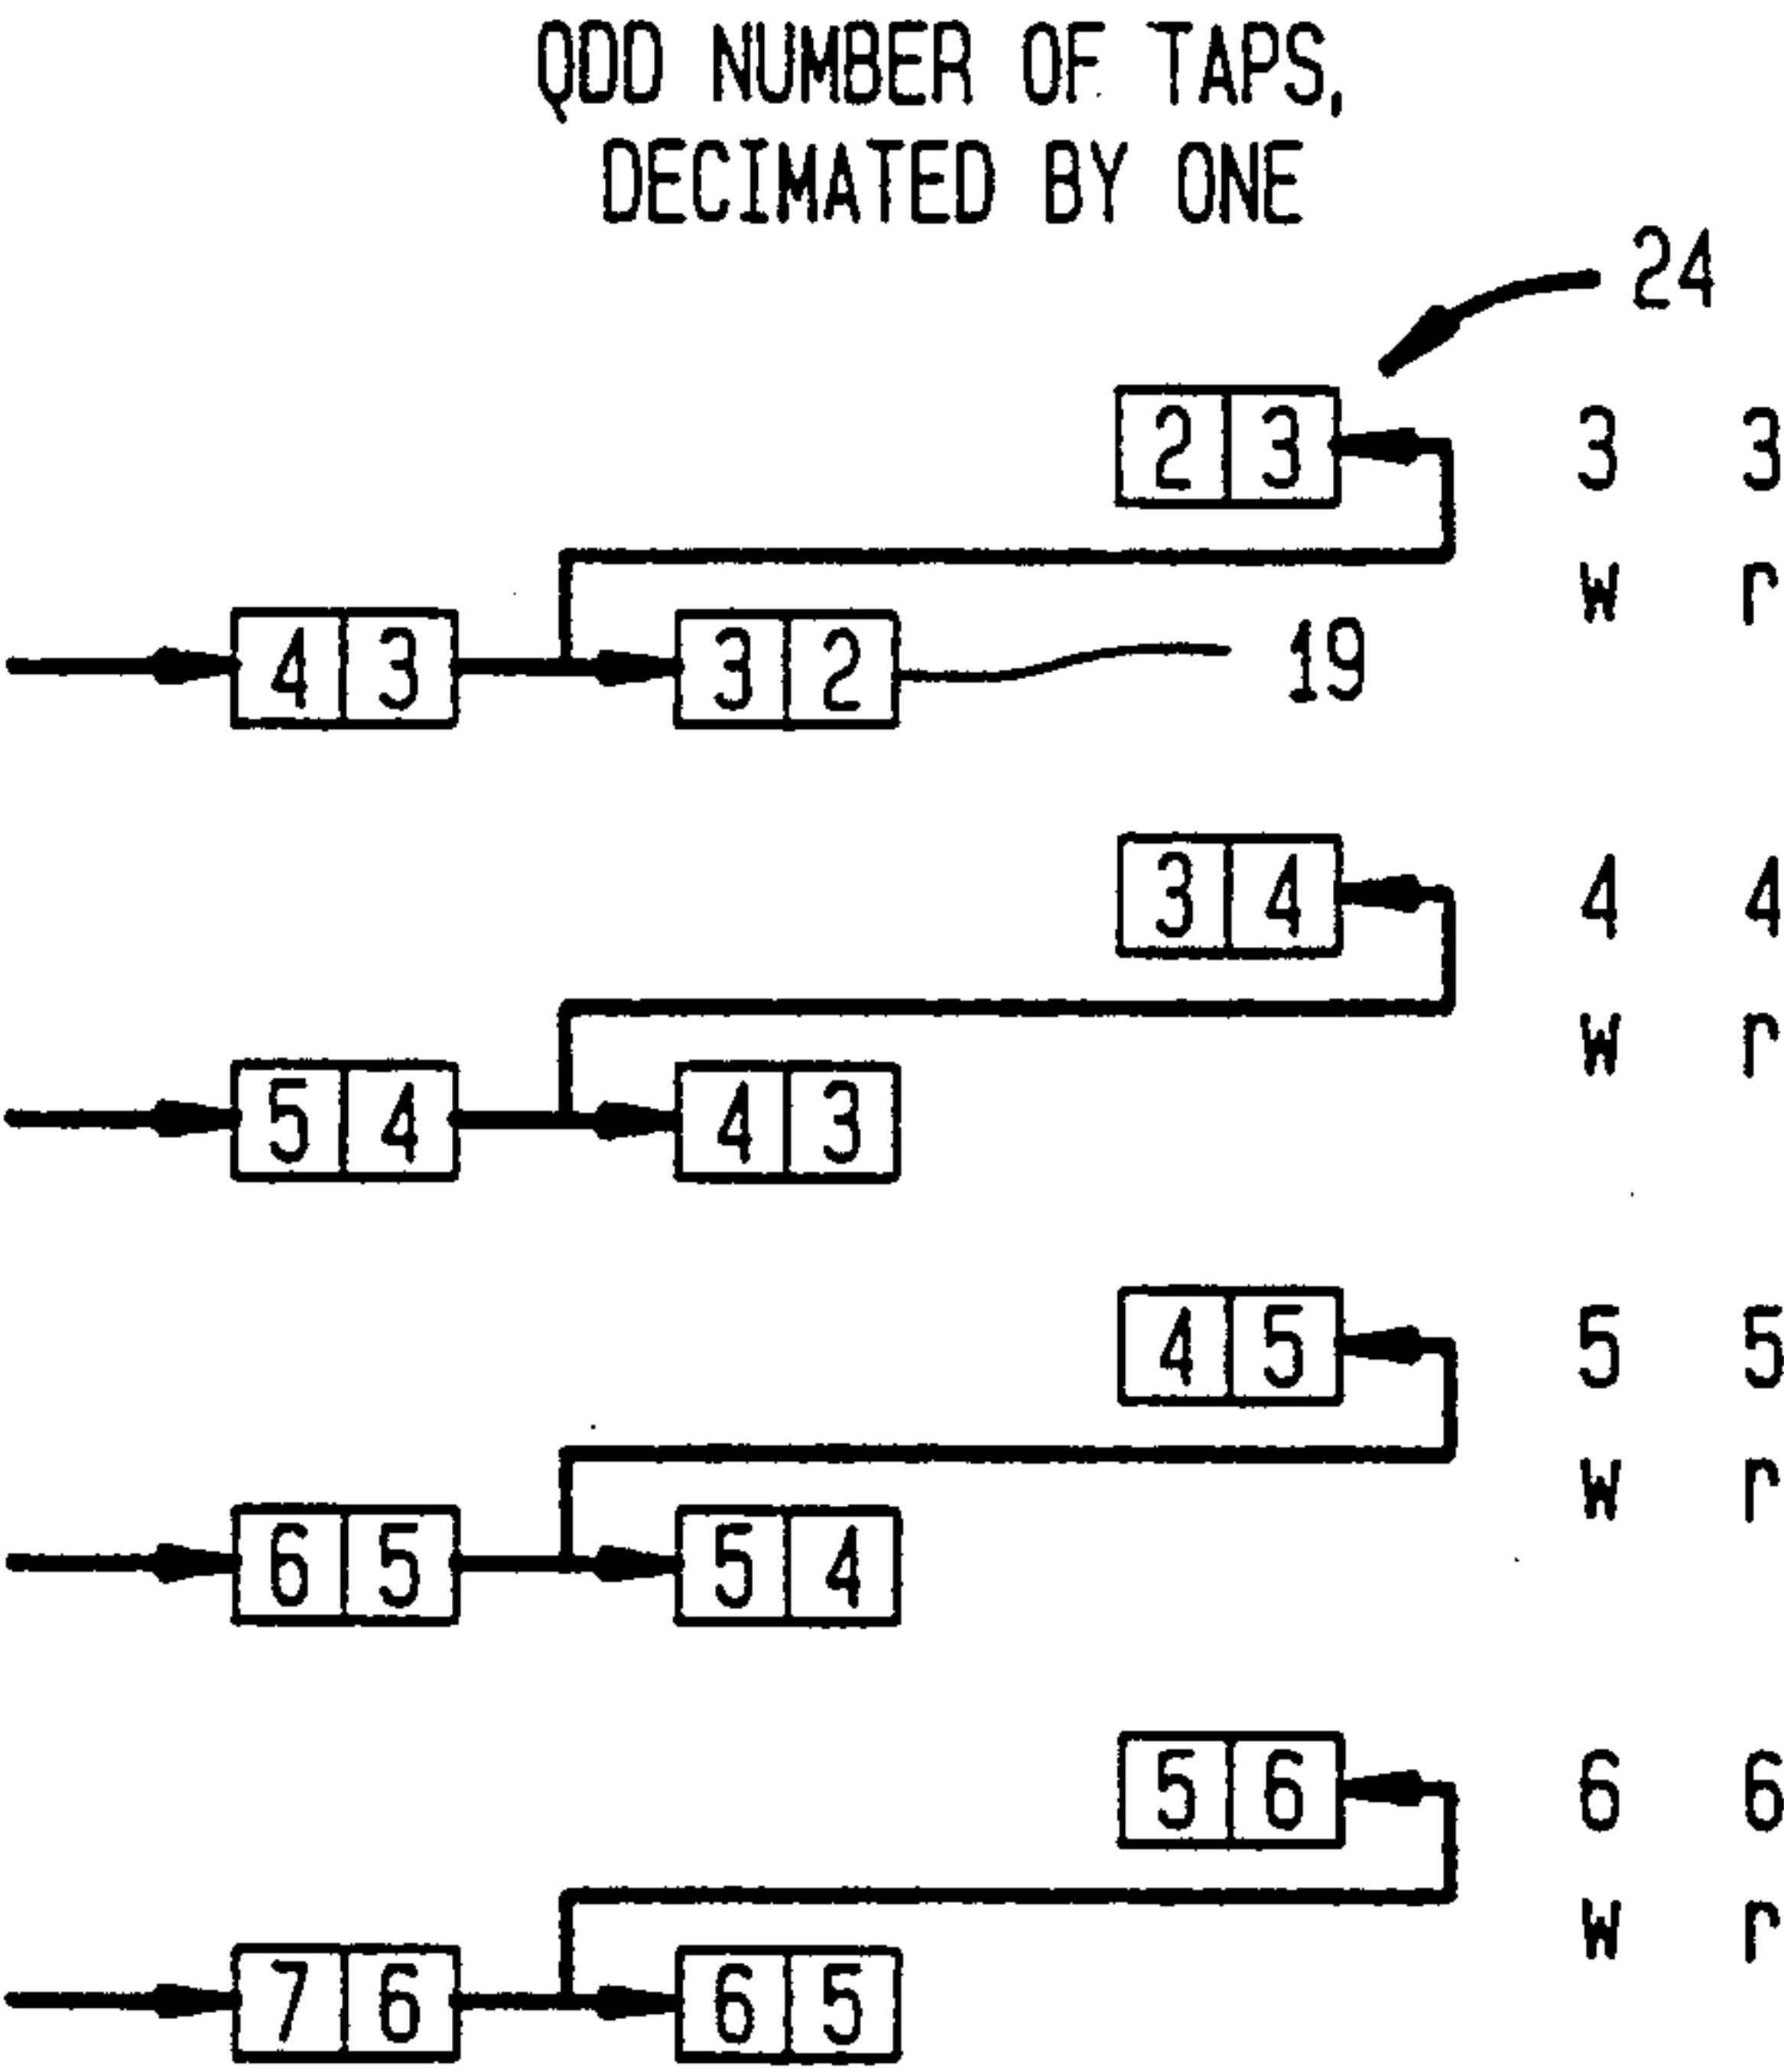 QDD NUMBER OF TAPS,
DECIMATED BY ONE
24
2 3 3 3
w r
4 3 3 2 19
3 4 4 4
w r
5 4 4 3
4 5 5 5
w r
6 5 5 4
5 6 6 6
w r
7 6 6 5